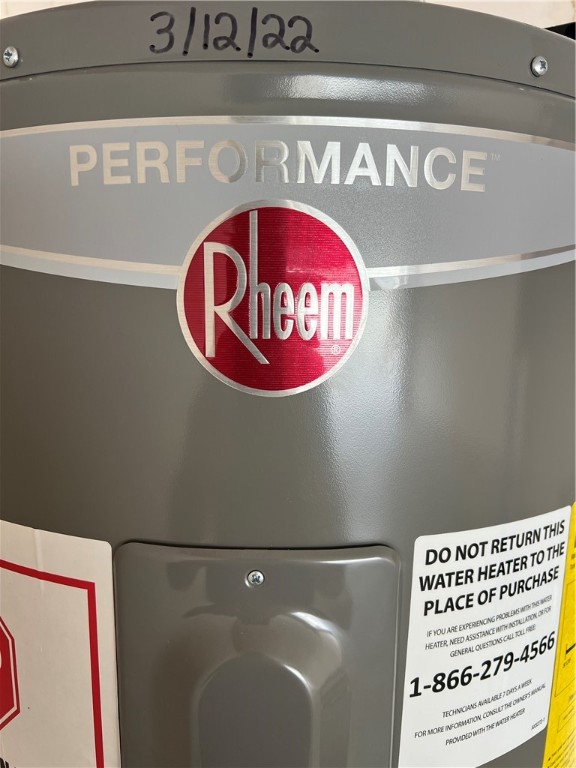 3/12/22
PERFORMANCE™
Rheem®
DO NOT RETURN THIS
WATER HEATER TO THE
PLACE OF PURCHASE
IF YOU ARE EXPERIENCING PROBLEMS WITH THIS WATER
HEATER, NEED ASSISTANCE WITH INSTALLATION, OR FOR
GENERAL QUESTIONS CALL TOLL FREE:
1-866-279-4566
TECHNICIANS AVAILABLE 7 DAYS A WEEK.
FOR MORE INFORMATION, CONSULT THE OWNER'S MANUAL
PROVIDED WITH THE WATER HEATER